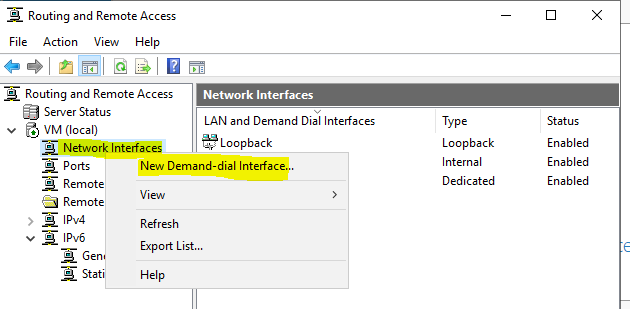 Routing and Remote Access
File Action View Help
Routing and Remote Access
Server Status
VM (local)
Network Interfaces
Ports
Remote
Remote
IPv4
IPv6
Gen
Stati
New Demand-dial Interface...
View
Refresh
Export List...
Help
Network Interfaces
LAN and Demand Dial Interfaces Type Status
Loopback Loopback Enabled
Internal Enabled
Dedicated Enabled